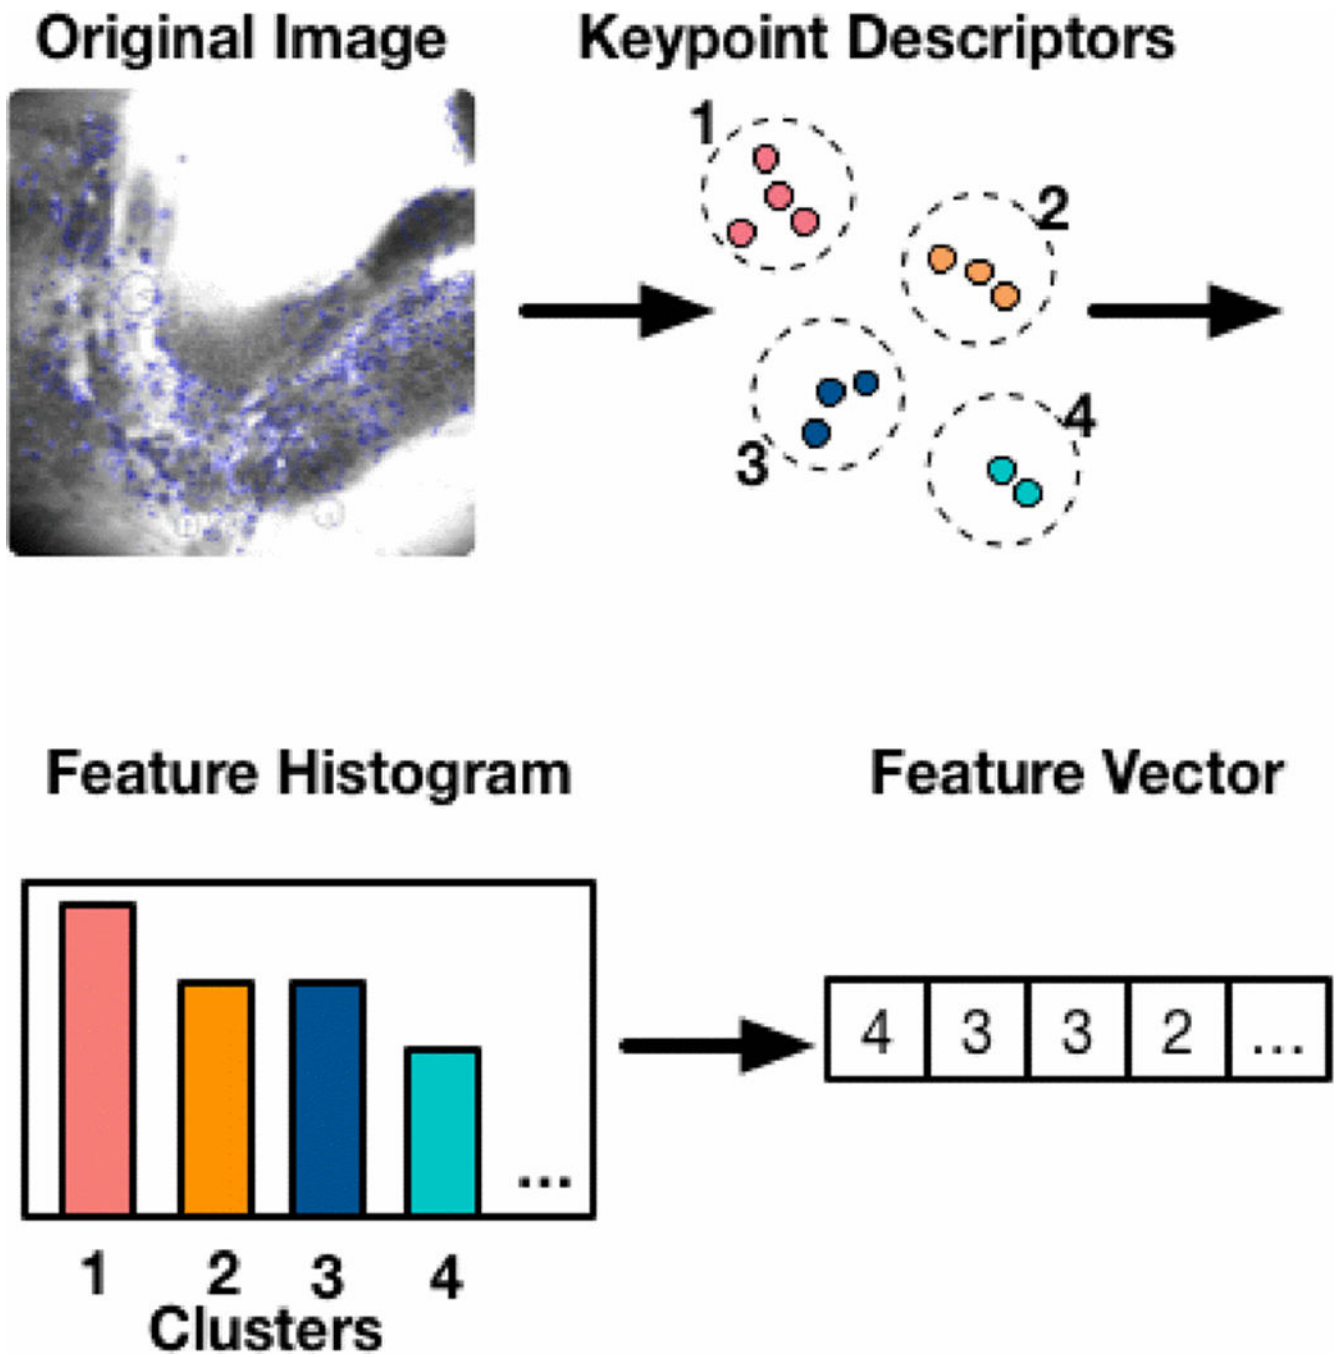 Original Image
Keypoint Descriptors
1
2
3
4
Feature Histogram
Feature Vector
4 3 3 2 ...
...
1 2 3 4
Clusters